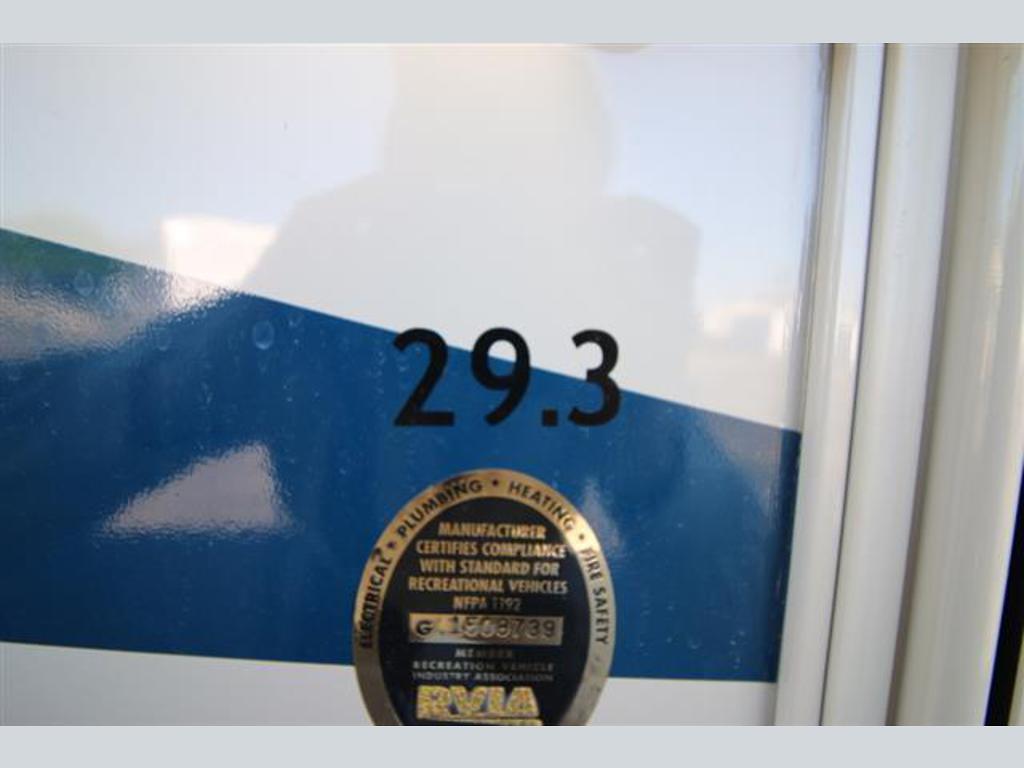 29.3
ELECTRICAL • PLUMBING • HEATING • FIRE SAFETY
MANUFACTURER
CERTIFIES COMPLIANCE
WITH STANDARD FOR
RECREATIONAL VEHICLES
NFPA 1192
G 1503739
MEMBER
RECREATION VEHICLE
INDUSTRY ASSOCIATION
RVIA